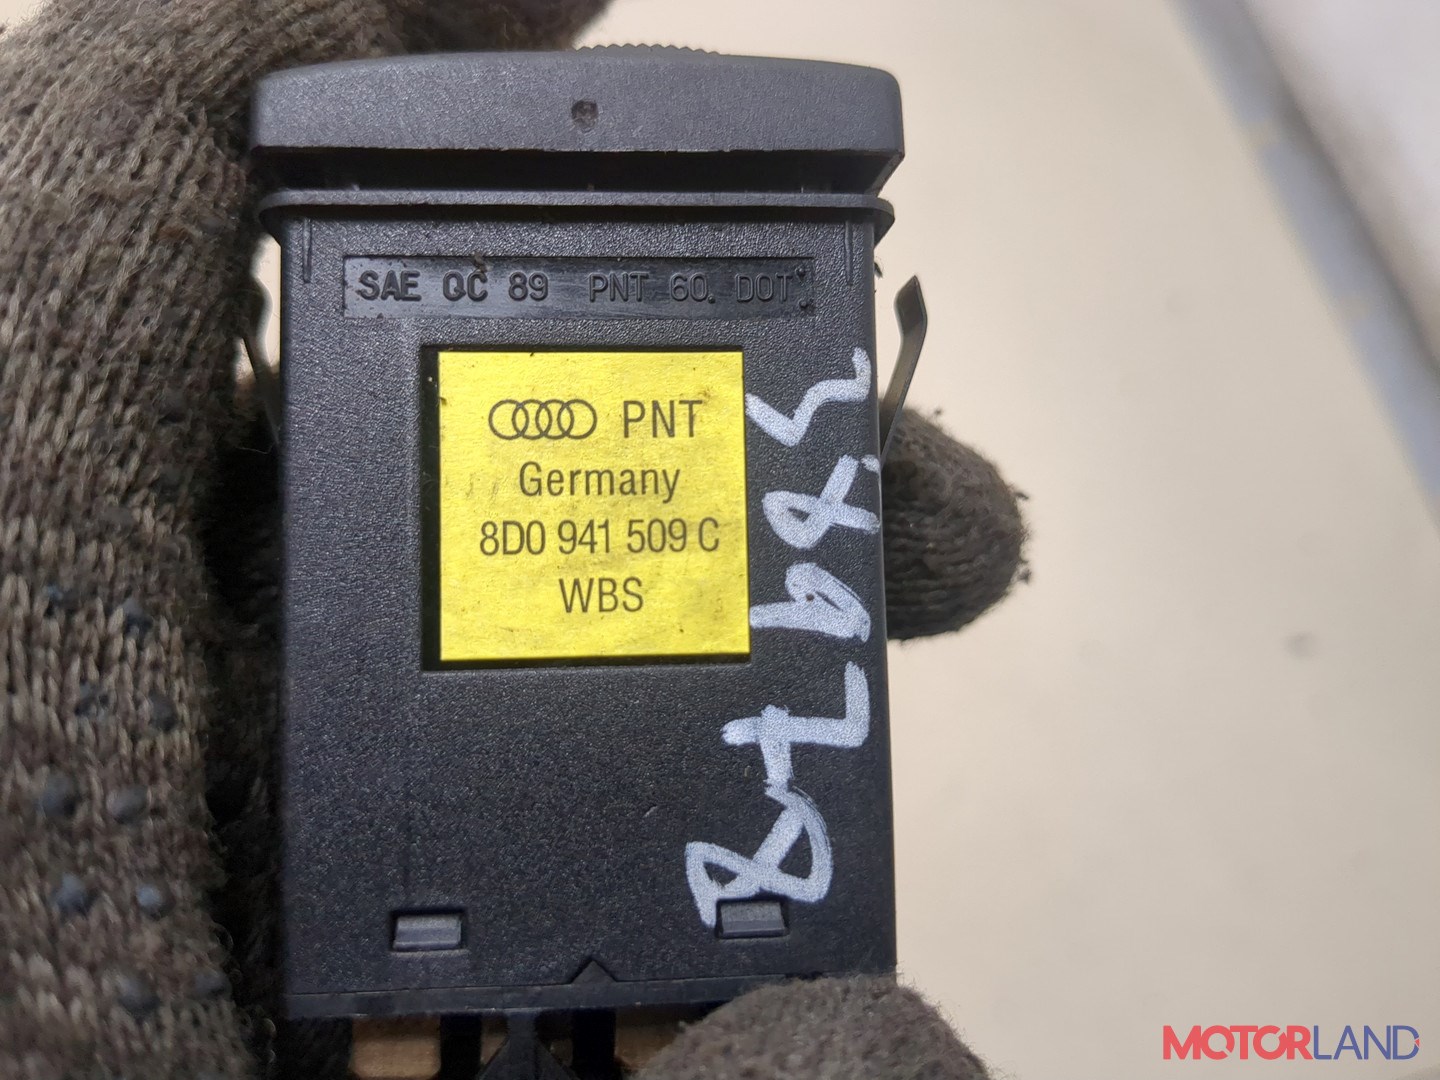 SAE QC 89 PNT 60. DOT
PNT
Germany
8D0 941 509 C
WBS
MOTORLAND